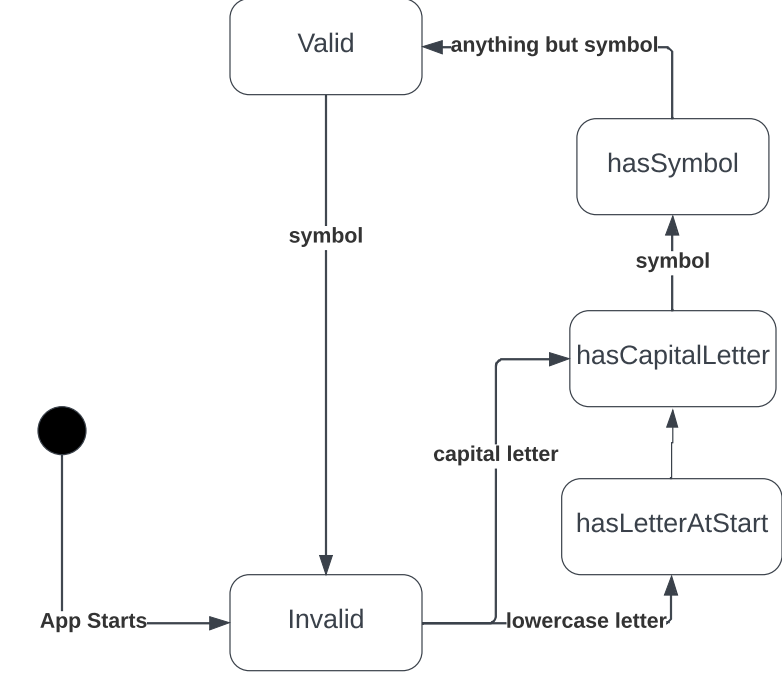 Valid
anything but symbol
hasSymbol
symbol
symbol
hasCapitalLetter
capital letter
hasLetterAtStart
App Starts
Invalid
lowercase letter